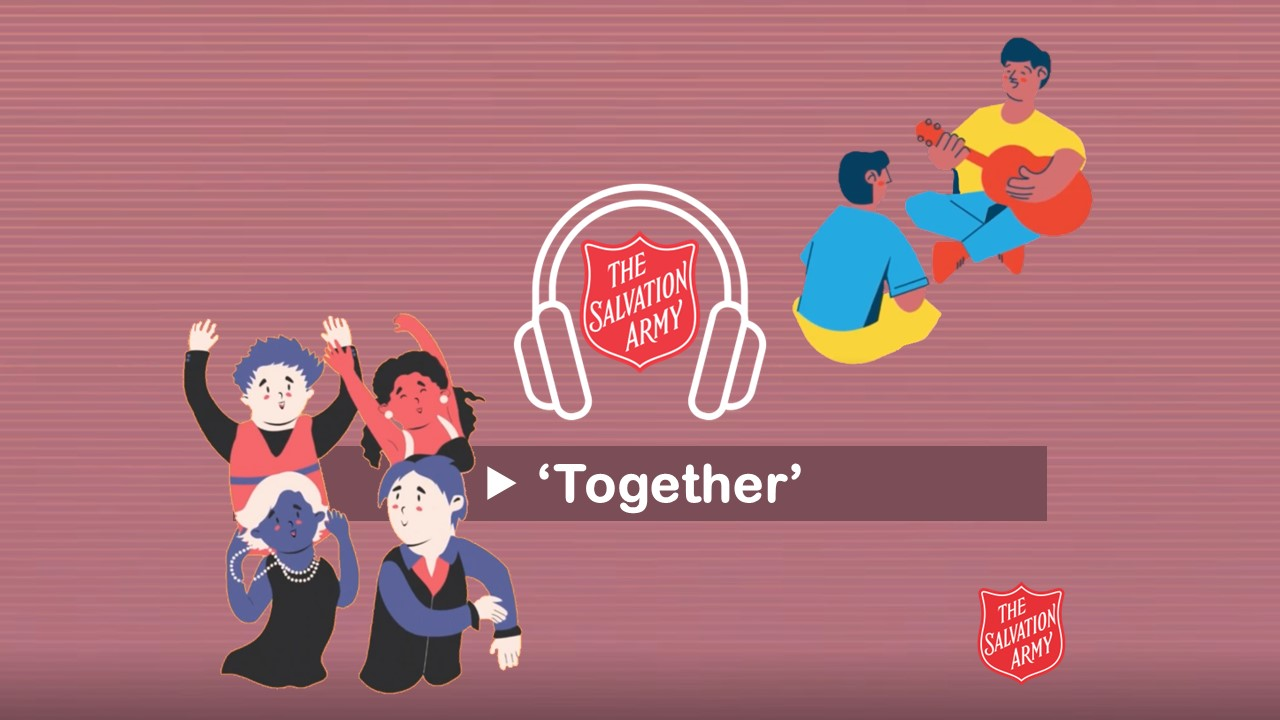 THE
SALVATION
ARMY
‘Together’
THE
SALVATION
ARMY